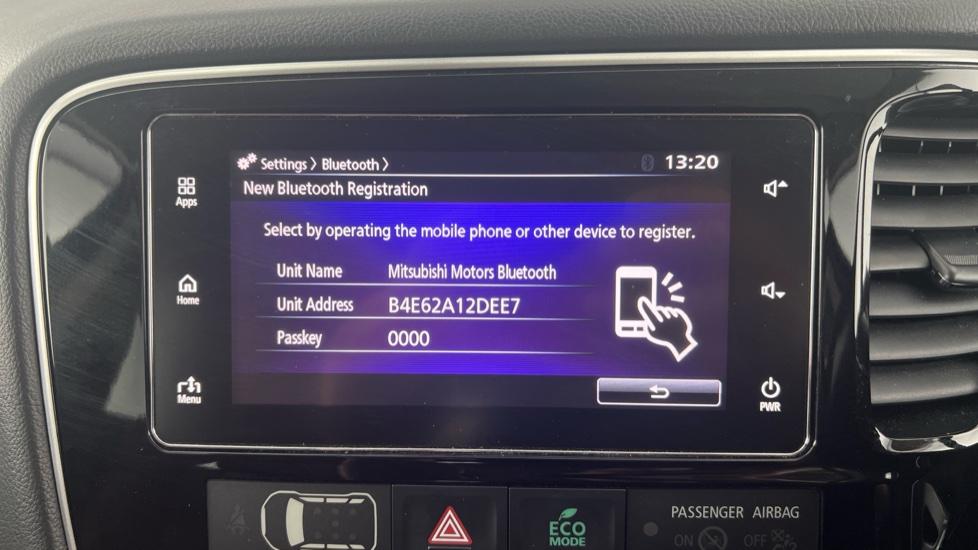 Settings > Bluetooth >
13:20
New Bluetooth Registration
Select by operating the mobile phone or other device to register.
Unit Name Mitsubishi Motors Bluetooth
Unit Address B4E62A12DEE7
Passkey 0000
Apps
Home
Menu
PWR
ECO
MODE
PASSENGER AIRBAG
ON OFF